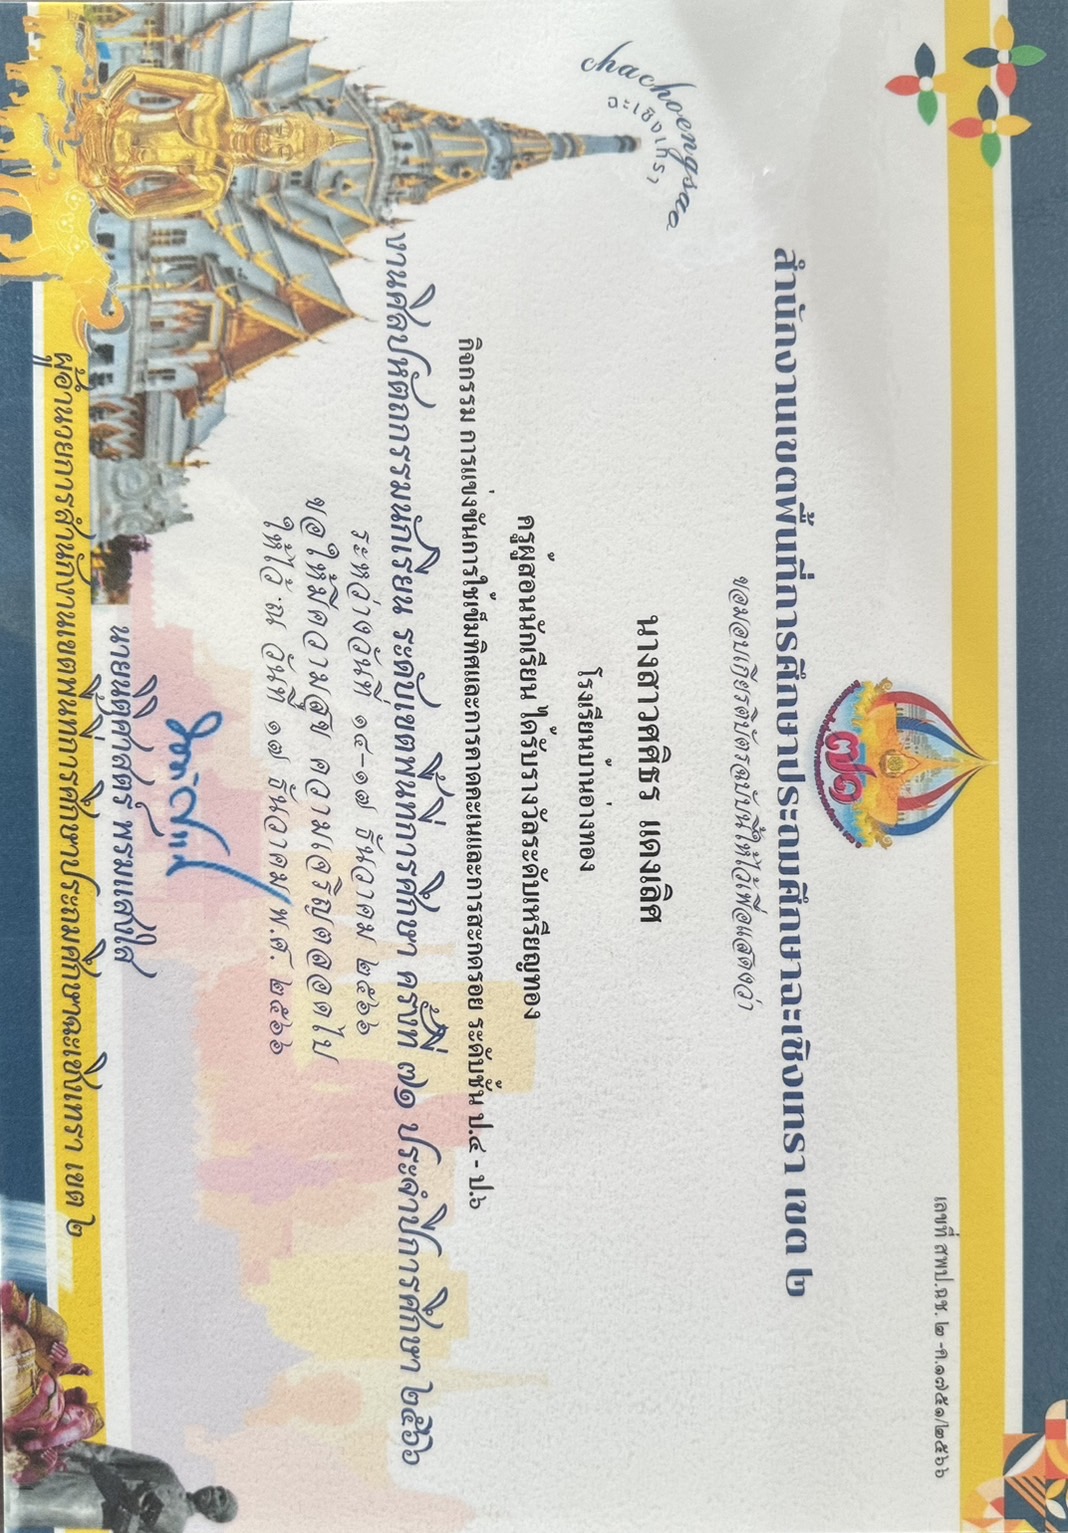 เลขที่ สพป.ฉช. ๒ -ค.๑๗๕๑/๒๕๖๖
๗๑
chachoengsao
ฉะเชิงเทรา
สำนักงานเขตพื้นที่การศึกษาประถมศึกษาฉะเชิงเทรา เขต ๒
ขอมอบเกียรติบัตรฉบับนี้ให้ไว้เพื่อแสดงว่า
นางสาวศศิธร แดงเลิศ
โรงเรียนบ้านอ่างทอง
ครูผู้สอนนักเรียน ได้รับรางวัลระดับเหรียญทอง
กิจกรรม การแข่งขันการใช้เข็มทิศและการคาดคะเนและการสะกดรอย ระดับชั้น ป.๔ - ป.๖
งานศิลปหัตถกรรมนักเรียน ระดับเขตพื้นที่การศึกษา ครั้งที่ ๗๑ ประจำปีการศึกษา ๒๕๖๖
ระหว่างวันที่ ๑๔-๑๗ ธันวาคม ๒๕๖๖
ขอให้มีความสุข ความเจริญตลอดไป
ให้ไว้ ณ วันที่ ๑๗ ธันวาคม พ.ศ. ๒๕๖๖
นายนิติศาสตร์ พรมแสงใส
ผู้อำนวยการสำนักงานเขตพื้นที่การศึกษาประถมศึกษาฉะเชิงเทรา เขต ๒